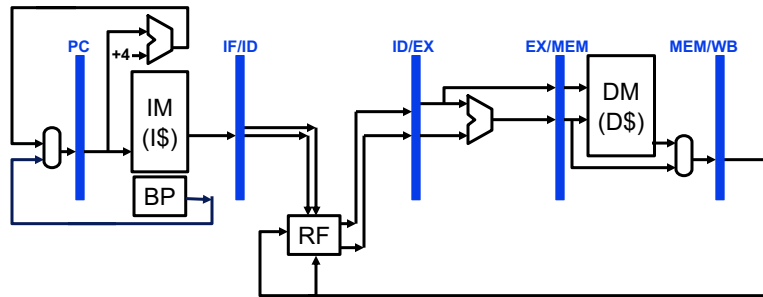 PC
IF/ID
ID/EX
EX/MEM
MEM/WB
+4
IM
(I$)
DM
(D$)
BP
RF